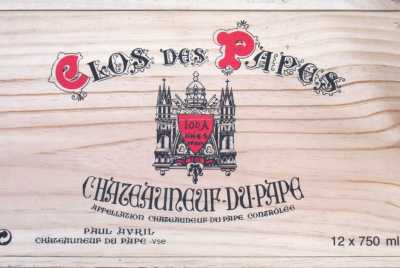 CLOS DES PAPES
CHATEAUNEUF-DU-PAPE
APPELLATION CHATEAUNEUF-DU-PAPE CONTRÔLÉE
PAUL AVRIL
CHATEAUNEUF DU PAPE -vse
12 x 750 ml